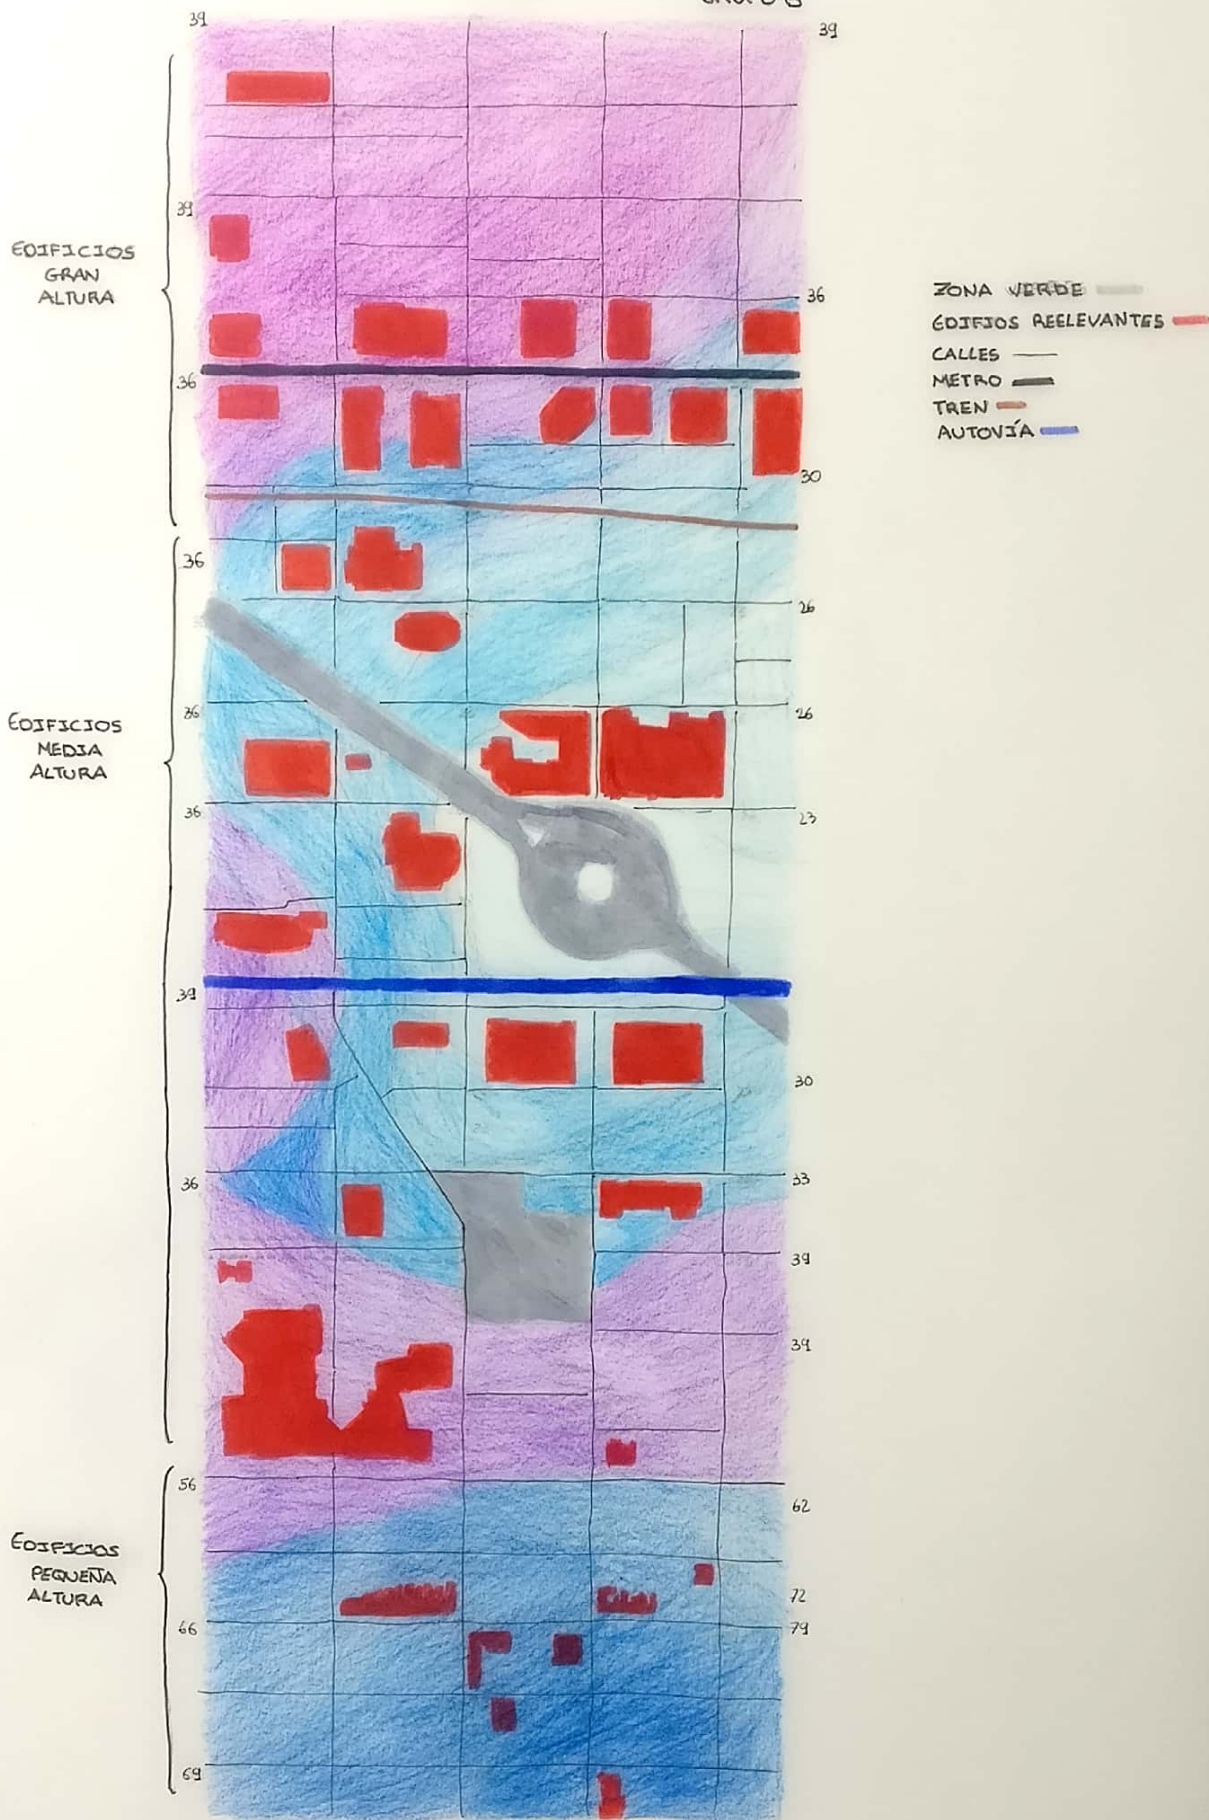 GRUPO B
39
39
39
EDIFICIOS
GRAN
ALTURA
36
ZONA VERDE
EDIFIOS REELEVANTES
CALLES
METRO
TREN
AUTOVÍA
36
30
36
26
36
26
EDIFICIOS
MEDIA
ALTURA
36
23
39
30
36
33
39
39
56
62
EDIFICIOS
PEQUEÑA
ALTURA
72
66
79
69